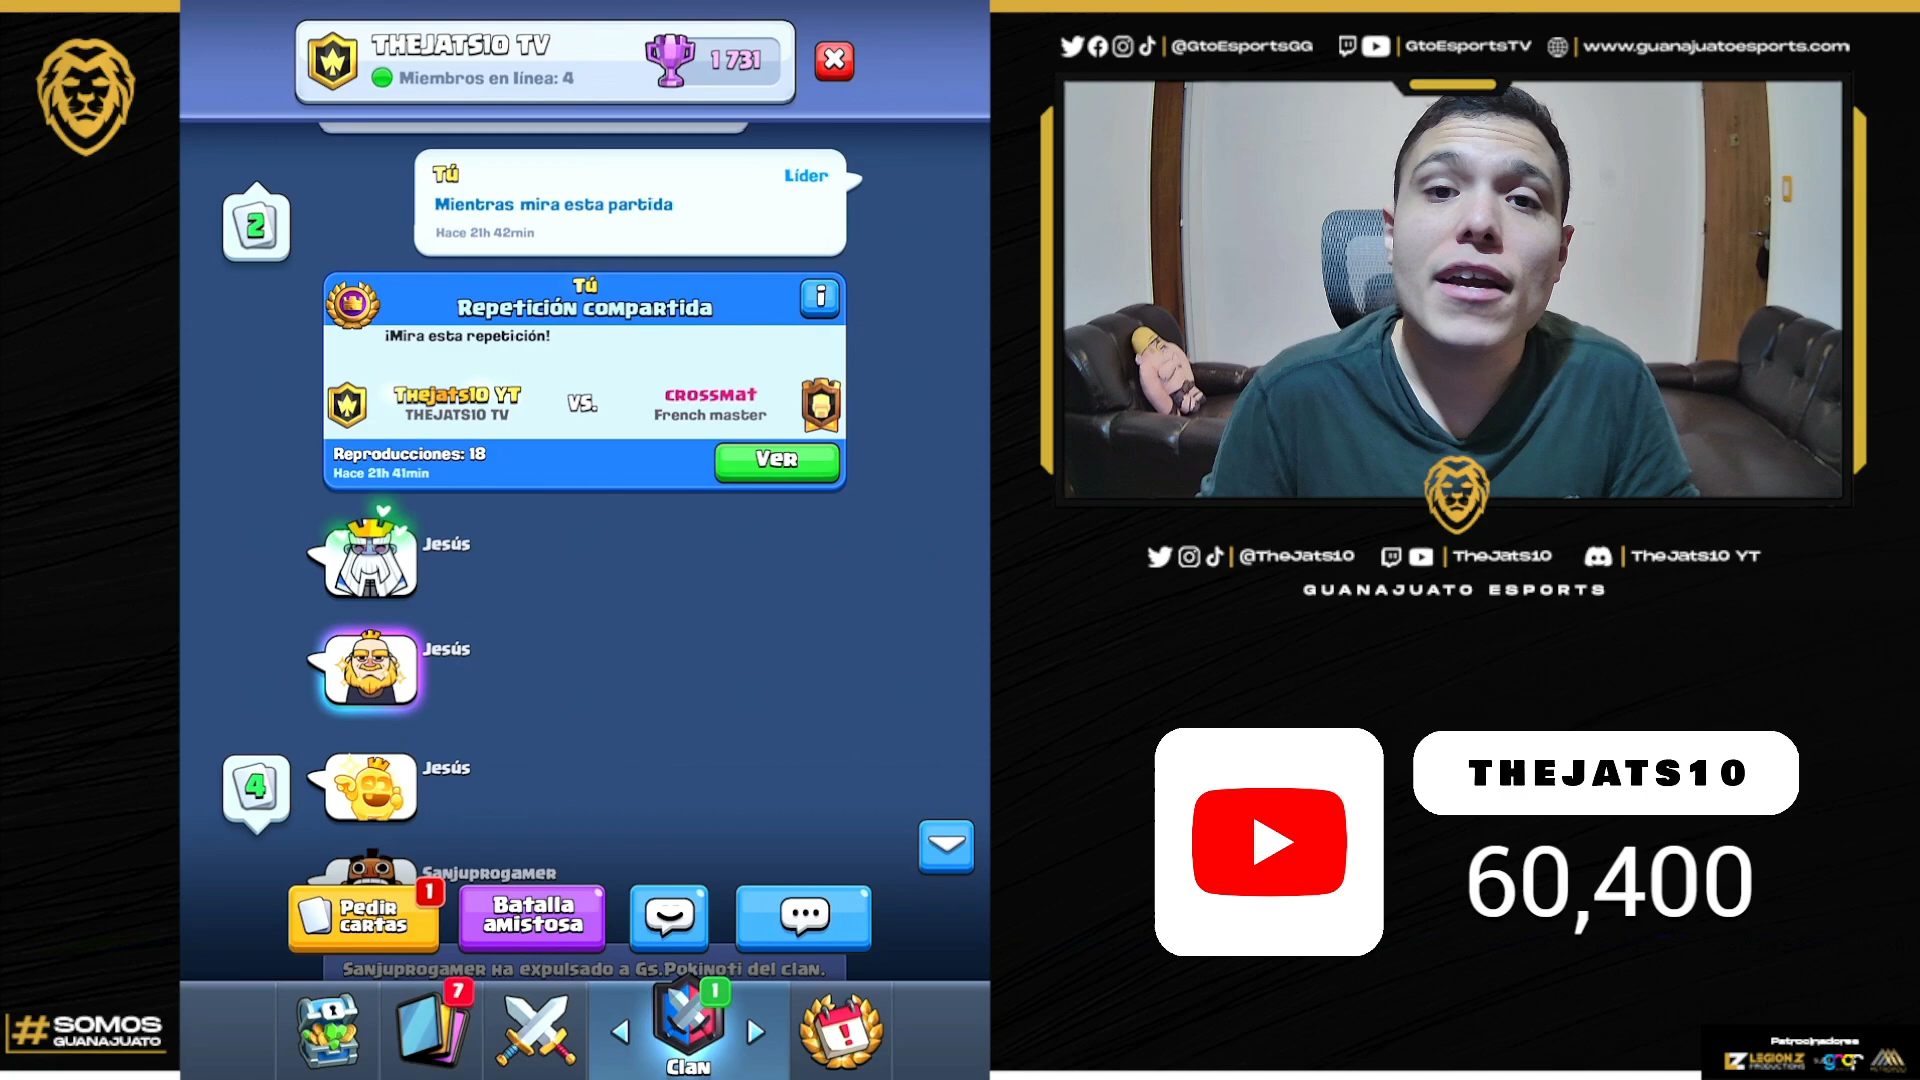 THEJATS10 TV
Miembros en línea: 4
1 731
Tú
Líder
Mientras mira esta partida
Hace 21h 42min
2
Tú
Repetición compartida
i
¡Mira esta repetición!
Thejats10 YT
THEJATS10 TV
VS.
CROSSMAT
French master
Reproducciones: 18
Hace 21h 41min
Ver
Jesús
Jesús
Jesús
4
Sanjuprogamer
Pedir
cartas
1
Batalla
amistosa
Sanjuprogamer ha expulsado a Gs.Pokinoti del clan.
7
1
Clan
#SOMOS
GUANAJUATO
@GtoEsportsGG
GtoEsportsTV
www.guanajuatoesports.com
@TheJats10
TheJats10
TheJats10 YT
GUANAJUATO ESPORTS
THEJATS10
60,400
Patrocinadores
LEGION Z
PRODUCTIONS